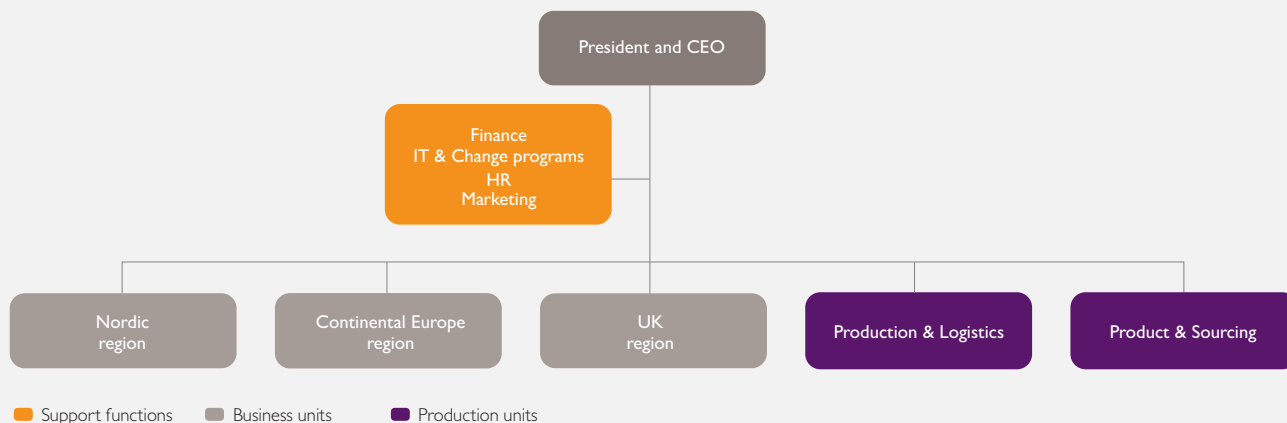 President and CEO
Finance
IT & Change programs
HR
Marketing
Nordic
region
Continental Europe
region
UK
region
Production & Logistics
Product & Sourcing
Support functions
Business units
Production units